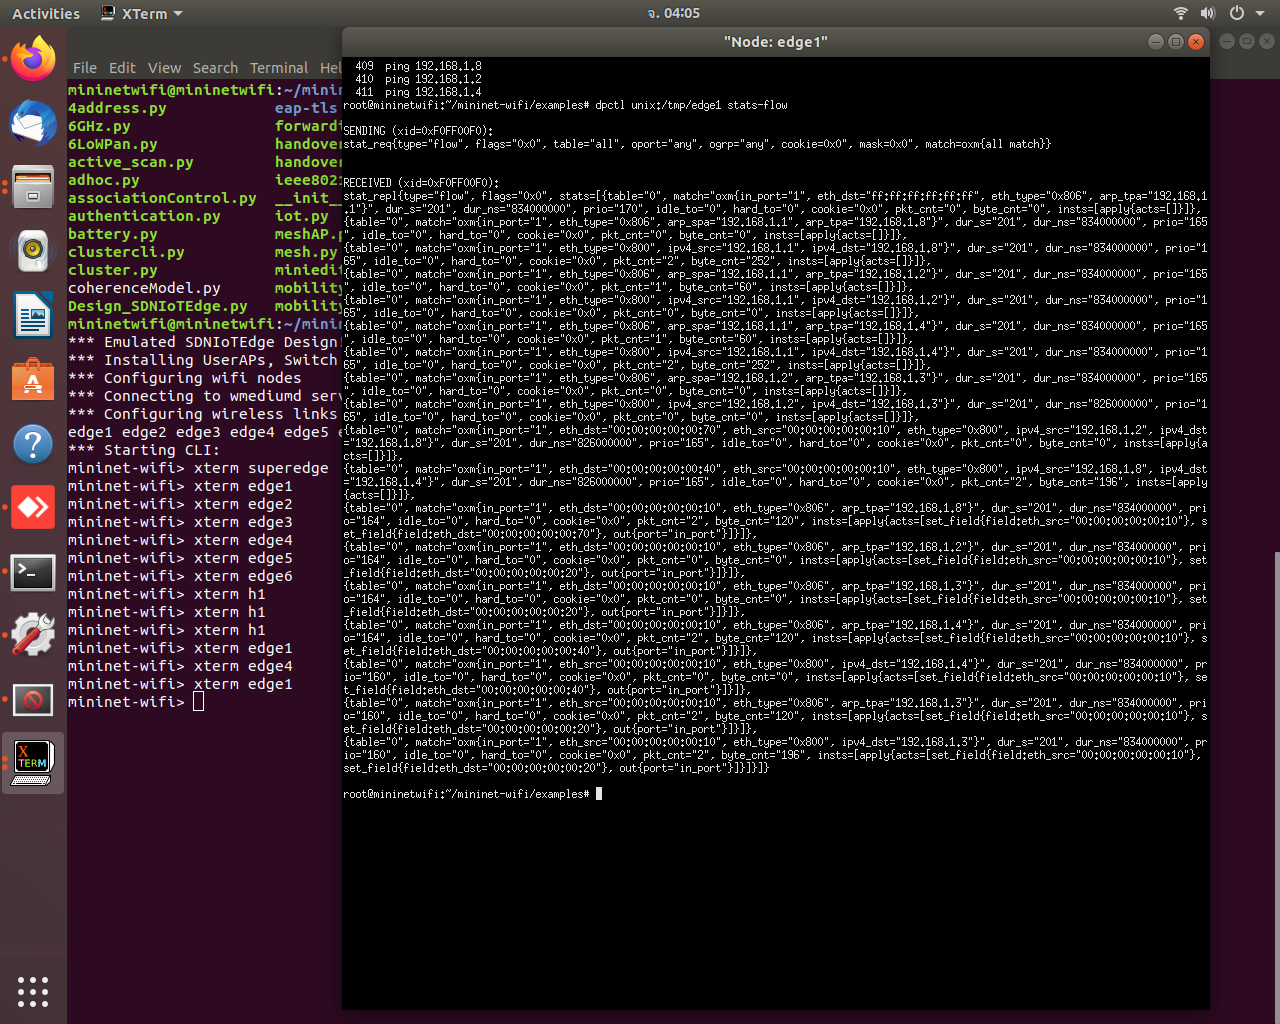 Activities
XTerm
จ. 04:05
"Node: edge1"
File Edit View Search Terminal Hel
mininetwifi@mininetwifi:~/mini
4address.py eap-tls
6GHz.py forward
6LoWPan.py handover
active_scan.py handover
adhoc.py ieee8021
associationControl.py __init__
authentication.py iot.py
battery.py meshAP.p
clustercli.py mesh.py
cluster.py miniedit
coherenceModel.py mobility
Design_SDNIoTEdge.py mobility
mininetwifi@mininetwifi:~/mini
*** Emulated SDNIoTEdge Design
*** Installing UserAPs, Switch
*** Configuring wifi nodes
*** Connecting to wmediumd serv
*** Configuring wireless links
edge1 edge2 edge3 edge4 edge5 e
*** Starting CLI:
mininet-wifi> xterm superedge
mininet-wifi> xterm edge1
mininet-wifi> xterm edge2
mininet-wifi> xterm edge3
mininet-wifi> xterm edge4
mininet-wifi> xterm edge5
mininet-wifi> xterm edge6
mininet-wifi> xterm h1
mininet-wifi> xterm h1
mininet-wifi> xterm h1
mininet-wifi> xterm edge1
mininet-wifi> xterm edge4
mininet-wifi> xterm edge1
mininet-wifi>
409 ping 192.168.1.8
410 ping 192.168.1.2
411 ping 192.168.1.4
root@mininetwifi:~/mininet-wifi/examples# dpctl unix:/tmp/edge1 stats-flow
SENDING (xid=0xF0FF00F0):
stat_req{type="flow", flags="0x0", table="all", oport="any", ogrp="any", cookie=0x0", mask=0x0", match=oxm{all match}}
RECEIVED (xid=0xF0FF00F0):
stat_repl{type="flow", flags="0x0", stats=[{table="0", match="oxm{in_port="1", eth_dst="ff:ff:ff:ff:ff:ff", eth_type="0x806", arp_tpa="192.168.1
.1"}", dur_s="201", dur_ns="834000000", prio="170", idle_to="0", hard_to="0", cookie="0x0", pkt_cnt="0", byte_cnt="0", insts=[apply{acts=[]}]},
{table="0", match="oxm{in_port="1", eth_type="0x806", arp_spa="192.168.1.1", arp_tpa="192.168.1.8"}", dur_s="201", dur_ns="834000000", prio="165
", idle_to="0", hard_to="0", cookie="0x0", pkt_cnt="0", byte_cnt="0", insts=[apply{acts=[]}]},
{table="0", match="oxm{in_port="1", eth_type="0x800", ipv4_src="192.168.1.1", ipv4_dst="192.168.1.8"}", dur_s="201", dur_ns="834000000", prio="1
65", idle_to="0", hard_to="0", cookie="0x0", pkt_cnt="2", byte_cnt="252", insts=[apply{acts=[]}]},
{table="0", match="oxm{in_port="1", eth_type="0x806", arp_spa="192.168.1.1", arp_tpa="192.168.1.2"}", dur_s="201", dur_ns="834000000", prio="165
", idle_to="0", hard_to="0", cookie="0x0", pkt_cnt="1", byte_cnt="60", insts=[apply{acts=[]}]},
{table="0", match="oxm{in_port="1", eth_type="0x800", ipv4_src="192.168.1.1", ipv4_dst="192.168.1.2"}", dur_s="201", dur_ns="834000000", prio="1
65", idle_to="0", hard_to="0", cookie="0x0", pkt_cnt="0", byte_cnt="0", insts=[apply{acts=[]}]},
{table="0", match="oxm{in_port="1", eth_type="0x806", arp_spa="192.168.1.1", arp_tpa="192.168.1.4"}", dur_s="201", dur_ns="834000000", prio="165
", idle_to="0", hard_to="0", cookie="0x0", pkt_cnt="1", byte_cnt="60", insts=[apply{acts=[]}]},
{table="0", match="oxm{in_port="1", eth_type="0x800", ipv4_src="192.168.1.1", ipv4_dst="192.168.1.4"}", dur_s="201", dur_ns="834000000", prio="1
65", idle_to="0", hard_to="0", cookie="0x0", pkt_cnt="2", byte_cnt="252", insts=[apply{acts=[]}]},
{table="0", match="oxm{in_port="1", eth_type="0x806", arp_spa="192.168.1.2", arp_tpa="192.168.1.3"}", dur_s="201", dur_ns="834000000", prio="165
", idle_to="0", hard_to="0", cookie="0x0", pkt_cnt="0", byte_cnt="0", insts=[apply{acts=[]}]},
{table="0", match="oxm{in_port="1", eth_type="0x800", ipv4_src="192.168.1.2", ipv4_dst="192.168.1.3"}", dur_s="201", dur_ns="826000000", prio="1
65", idle_to="0", hard_to="0", cookie="0x0", pkt_cnt="0", byte_cnt="0", insts=[apply{acts=[]}]},
{table="0", match="oxm{in_port="1", eth_dst="00:00:00:00:00:70", eth_src="00:00:00:00:00:10", eth_type="0x800", ipv4_src="192.168.1.2", ipv4_dst
="192.168.1.8"}", dur_s="201", dur_ns="826000000", prio="165", idle_to="0", hard_to="0", cookie="0x0", pkt_cnt="0", byte_cnt="0", insts=[apply{a
cts=[]}]},
{table="0", match="oxm{in_port="1", eth_dst="00:00:00:00:00:40", eth_src="00:00:00:00:00:10", eth_type="0x800", ipv4_src="192.168.1.8", ipv4_dst
="192.168.1.4"}", dur_s="201", dur_ns="826000000", prio="165", idle_to="0", hard_to="0", cookie="0x0", pkt_cnt="2", byte_cnt="196", insts=[apply
{acts=[]}]},
{table="0", match="oxm{in_port="1", eth_dst="00:00:00:00:00:10", eth_type="0x806", arp_tpa="192.168.1.8"}", dur_s="201", dur_ns="834000000", pri
o="164", idle_to="0", hard_to="0", cookie="0x0", pkt_cnt="2", byte_cnt="120", insts=[apply{acts=[set_field{field:eth_src="00:00:00:00:00:10"}, s
et_field{field:eth_dst="00:00:00:00:00:70"}, out{port="in_port"}]}]},
{table="0", match="oxm{in_port="1", eth_dst="00:00:00:00:00:10", eth_type="0x806", arp_tpa="192.168.1.2"}", dur_s="201", dur_ns="834000000", pri
o="164", idle_to="0", hard_to="0", cookie="0x0", pkt_cnt="0", byte_cnt="0", insts=[apply{acts=[set_field{field:eth_src="00:00:00:00:00:10"}, set
_field{field:eth_dst="00:00:00:00:00:20"}, out{port="in_port"}]}]},
{table="0", match="oxm{in_port="1", eth_dst="00:00:00:00:00:10", eth_type="0x806", arp_tpa="192.168.1.3"}", dur_s="201", dur_ns="834000000", pri
o="164", idle_to="0", hard_to="0", cookie="0x0", pkt_cnt="0", byte_cnt="0", insts=[apply{acts=[set_field{field:eth_src="00:00:00:00:00:10"}, set
_field{field:eth_dst="00:00:00:00:00:20"}, out{port="in_port"}]}]},
{table="0", match="oxm{in_port="1", eth_dst="00:00:00:00:00:10", eth_type="0x806", arp_tpa="192.168.1.4"}", dur_s="201", dur_ns="834000000", pri
o="164", idle_to="0", hard_to="0", cookie="0x0", pkt_cnt="2", byte_cnt="120", insts=[apply{acts=[set_field{field:eth_src="00:00:00:00:00:10"}, s
et_field{field:eth_dst="00:00:00:00:00:40"}, out{port="in_port"}]}]},
{table="0", match="oxm{in_port="1", eth_src="00:00:00:00:00:10", eth_type="0x800", ipv4_dst="192.168.1.4"}", dur_s="201", dur_ns="834000000", pr
io="160", idle_to="0", hard_to="0", cookie="0x0", pkt_cnt="0", byte_cnt="0", insts=[apply{acts=[set_field{field:eth_src="00:00:00:00:00:10"}, se
t_field{field:eth_dst="00:00:00:00:00:40"}, out{port="in_port"}]}]},
{table="0", match="oxm{in_port="1", eth_src="00:00:00:00:00:10", eth_type="0x806", arp_tpa="192.168.1.3"}", dur_s="201", dur_ns="834000000", pri
o="160", idle_to="0", hard_to="0", cookie="0x0", pkt_cnt="2", byte_cnt="120", insts=[apply{acts=[set_field{field:eth_src="00:00:00:00:00:10"}, s
et_field{field:eth_dst="00:00:00:00:00:20"}, out{port="in_port"}]}]},
{table="0", match="oxm{in_port="1", eth_src="00:00:00:00:00:10", eth_type="0x800", ipv4_dst="192.168.1.3"}", dur_s="201", dur_ns="834000000", pr
io="160", idle_to="0", hard_to="0", cookie="0x0", pkt_cnt="2", byte_cnt="196", insts=[apply{acts=[set_field{field:eth_src="00:00:00:00:00:10"},
set_field{field:eth_dst="00:00:00:00:00:20"}, out{port="in_port"}]}]}]}
root@mininetwifi:~/mininet-wifi/examples#
X
TERM